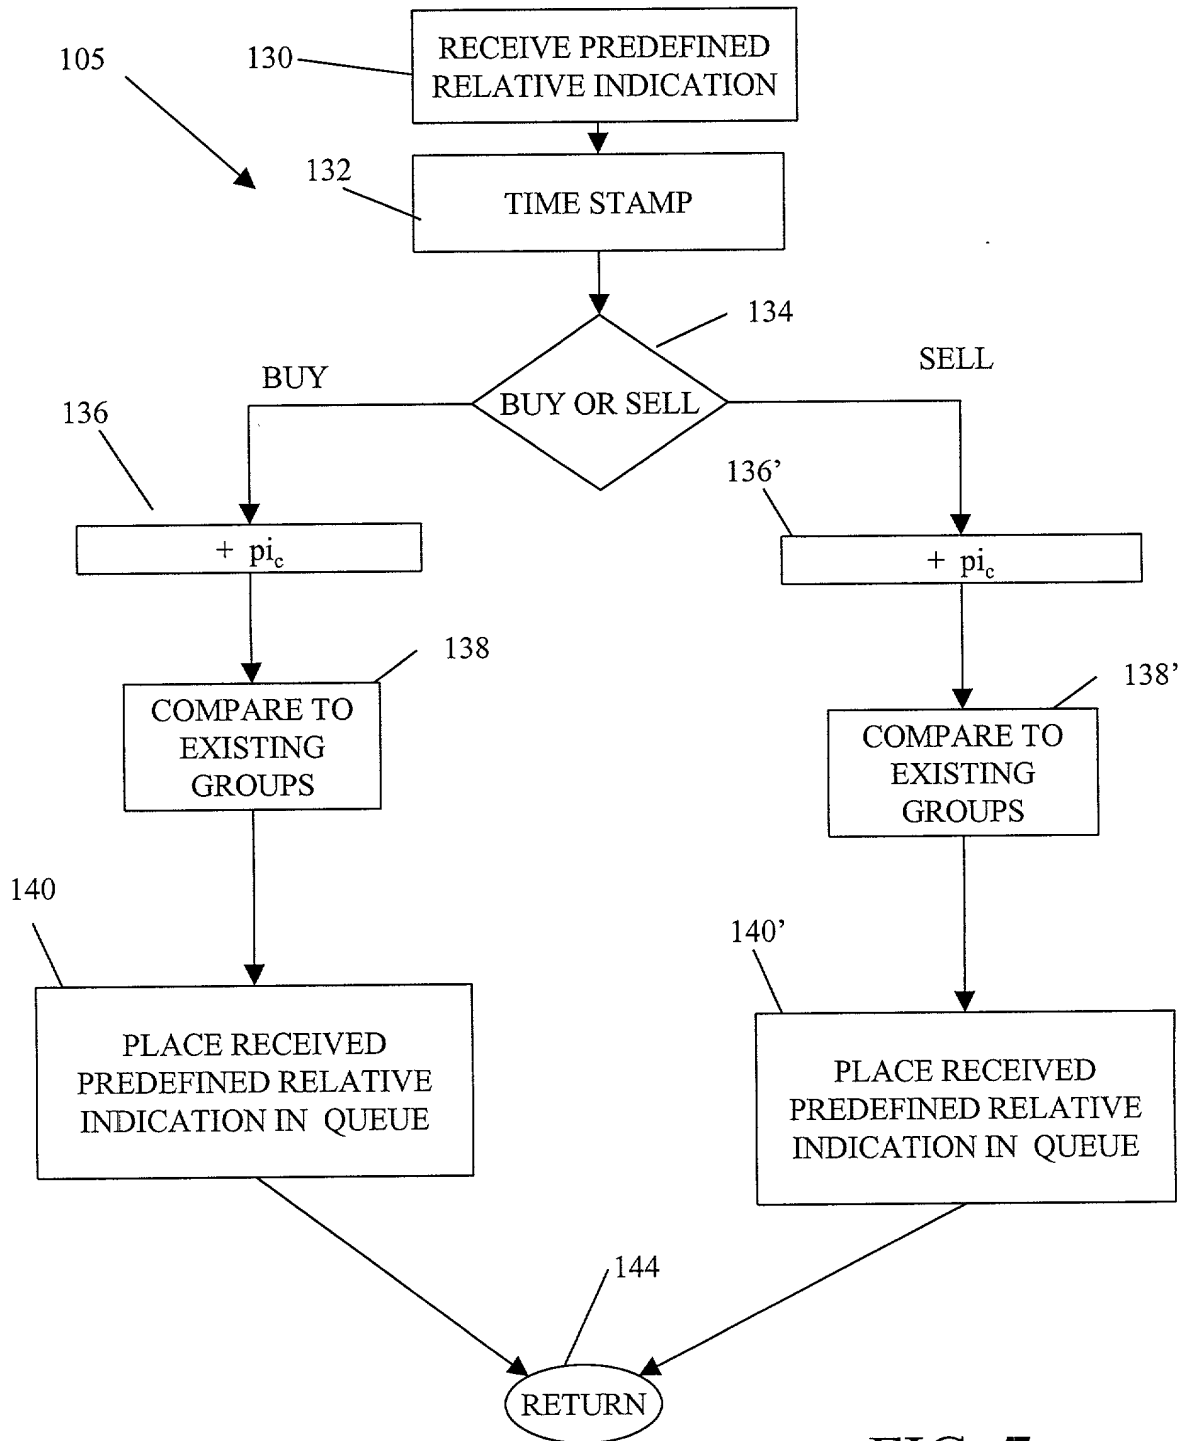 105
130
RECEIVE PREDEFINED
RELATIVE INDICATION
132
TIME STAMP
134
BUY OR SELL
BUY
SELL
136
+ pi_c
136’
+ pi_c
138
COMPARE TO
EXISTING
GROUPS
138’
COMPARE TO
EXISTING
GROUPS
140
PLACE RECEIVED
PREDEFINED RELATIVE
INDICATION IN QUEUE
140’
PLACE RECEIVED
PREDEFINED RELATIVE
INDICATION IN QUEUE
144
RETURN